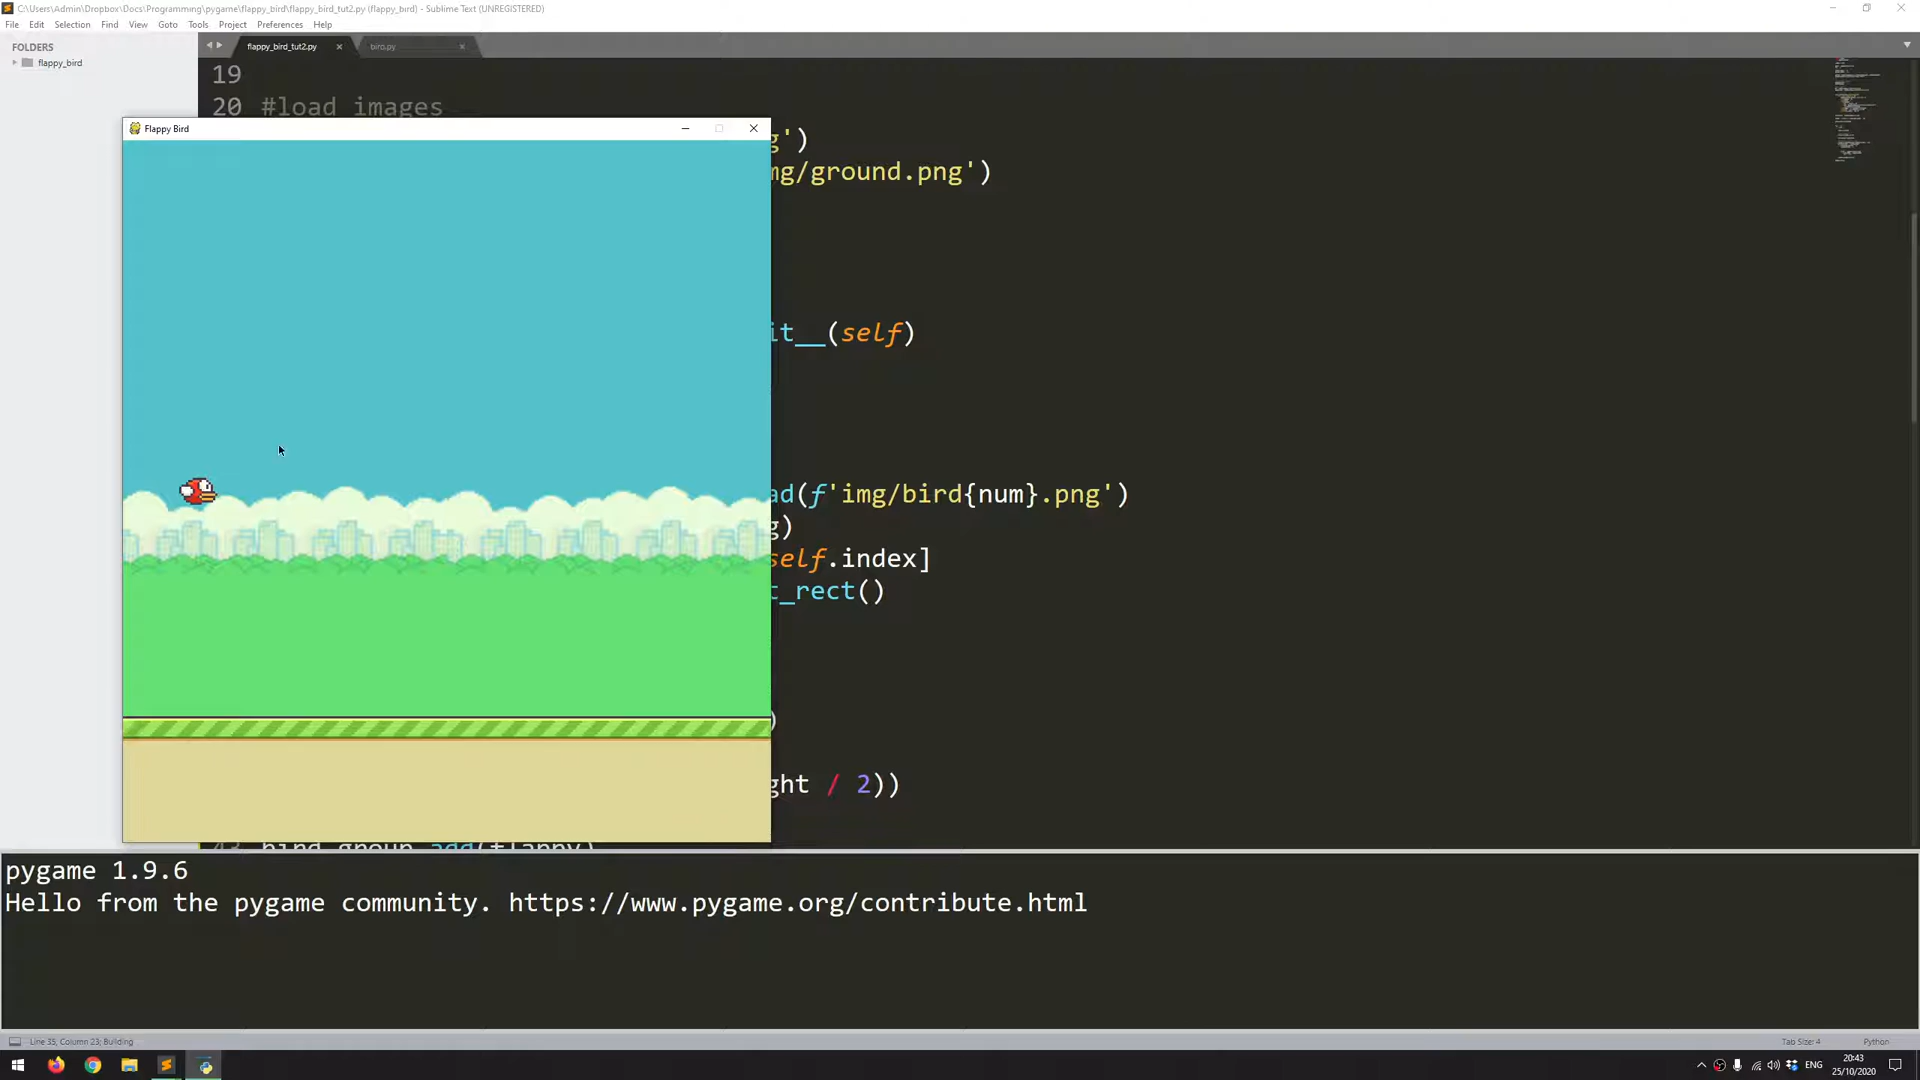 C:\Users\Admin\Dropbox\Docs\Programming\pygame\flappy_bird\flappy_bird_tut2.py (flappy_bird) - Sublime Text (UNREGISTERED)
File Edit Selection Find View Goto Tools Project Preferences Help
FOLDERS
flappy_bird
flappy_bird_tut2.py
19
20 #load images
Flappy Bird
g')
mg/ground.png')
it__(self)
ad(f'img/bird{num}.png')
g)
self.index]
t_rect()
)
ght / 2))
pygame 1.9.6
Hello from the pygame community. https://www.pygame.org/contribute.html
Line 35, Column 23; Building
Tab Size: 4
Python
ENG
20:43
25/10/2020